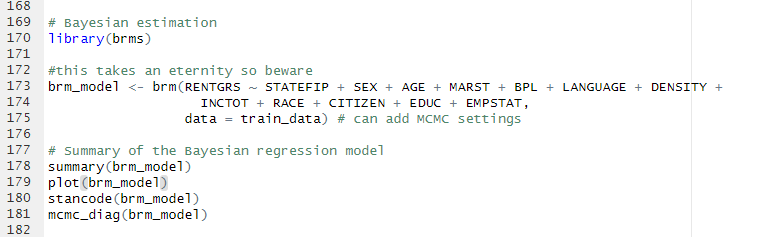 168
169 # Bayesian estimation
170 library(brms)
171
172 #this takes an eternity so beware
173 brm_model <- brm(RENTGRS ~ STATEFIP + SEX + AGE + MARST + BPL + LANGUAGE + DENSITY +
174 INCTOT + RACE + CITIZEN + EDUC + EMPSTAT,
175 data = train_data) # can add MCMC settings
176
177 # Summary of the Bayesian regression model
178 summary(brm_model)
179 plot(brm_model)
180 stancode(brm_model)
181 mcmc_diag(brm_model)
182